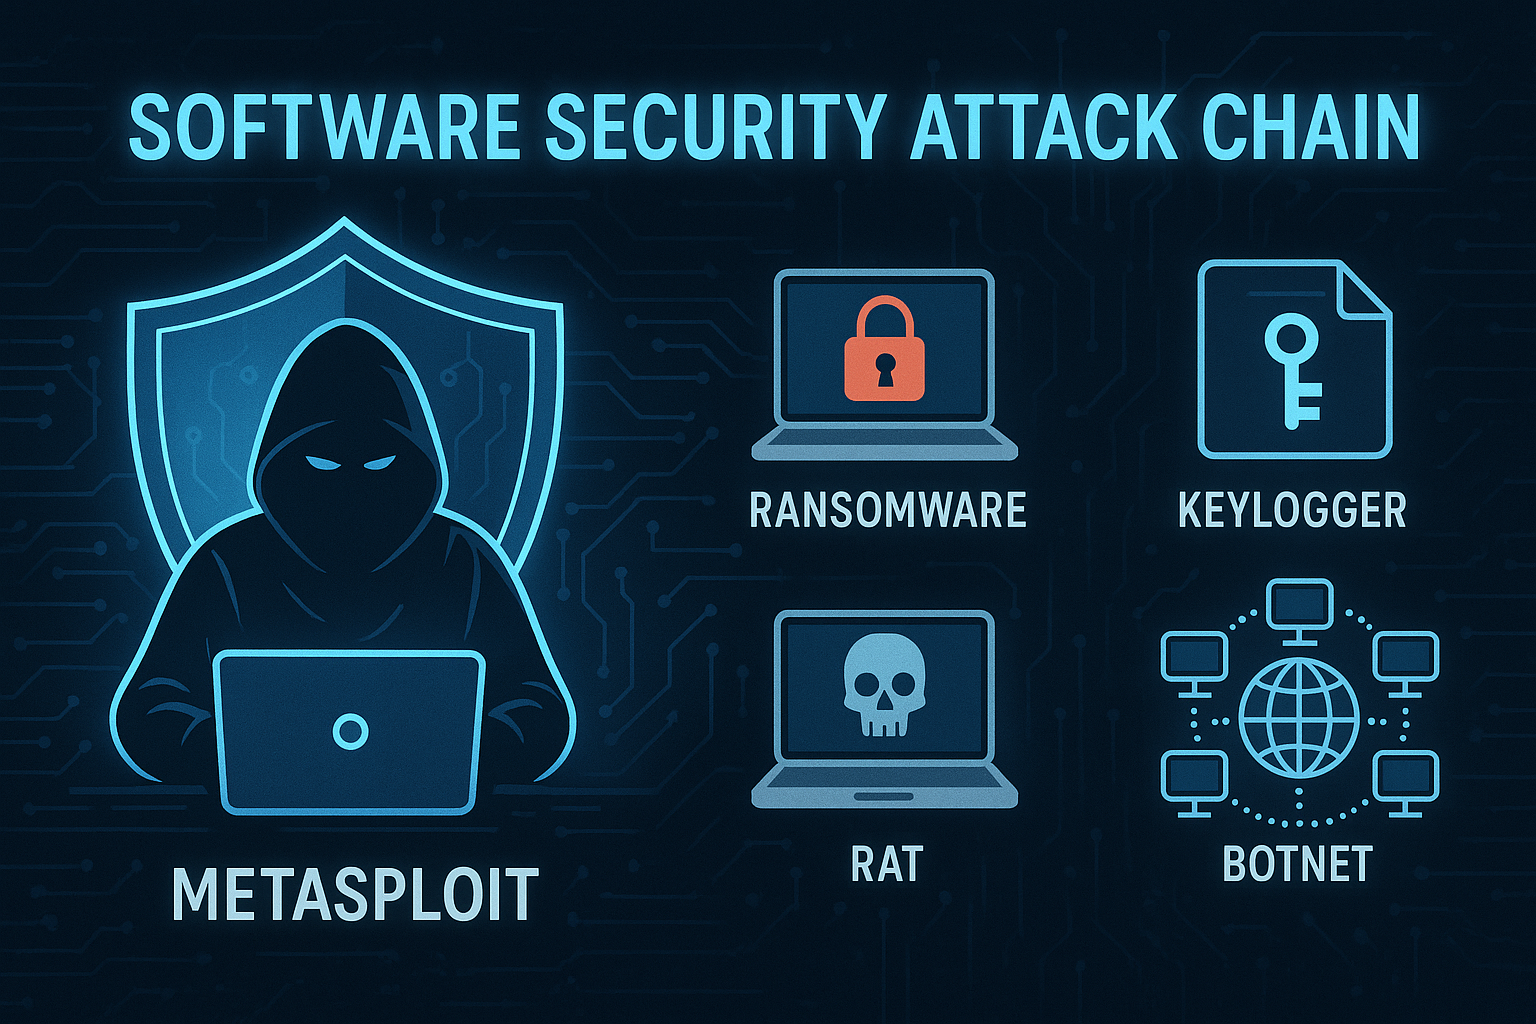 SOFTWARE SECURITY ATTACK CHAIN
METASPLOIT
RANSOMWARE
KEYLOGGER
RAT
BOTNET